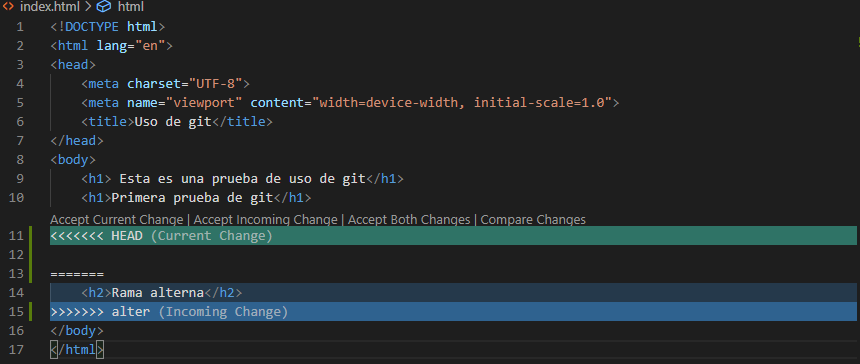 index.html > html
1 <!DOCTYPE html>
2 <html lang="en">
3 <head>
4     <meta charset="UTF-8">
5     <meta name="viewport" content="width=device-width, initial-scale=1.0">
6     <title>Uso de git</title>
7 </head>
8 <body>
9     <h1> Esta es una prueba de uso de git</h1>
10     <h1>Primera prueba de git</h1>
Accept Current Change | Accept Incoming Change | Accept Both Changes | Compare Changes
11 <<<<<<< HEAD (Current Change)
12
13 =======
14     <h2>Rama alterna</h2>
15 >>>>>>> alter (Incoming Change)
16 </body>
17 </html>